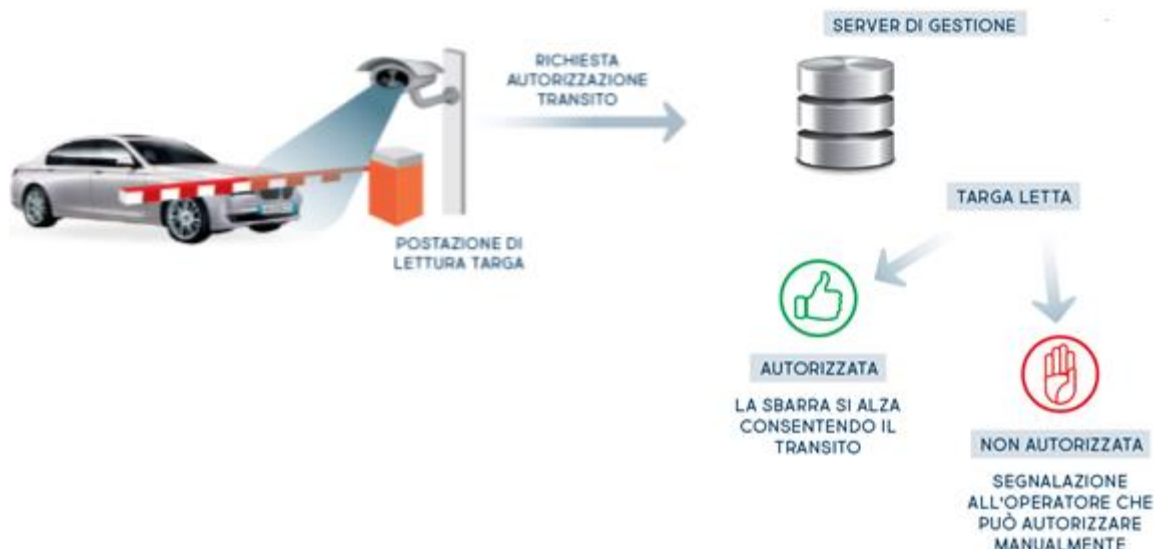 SERVER DI GESTIONE
RICHIESTA
AUTORIZZAZIONE
TRANSITO
POSTAZIONE DI
LETTURA TARGA
TARGA LETTA
AUTORIZZATA
LA SBARRA SI ALZA
CONSENTENDO IL
TRANSITO
NON AUTORIZZATA
SEGNALAZIONE
ALL'OPERATORE CHE
PUÒ AUTORIZZARE
MANUALMENTE